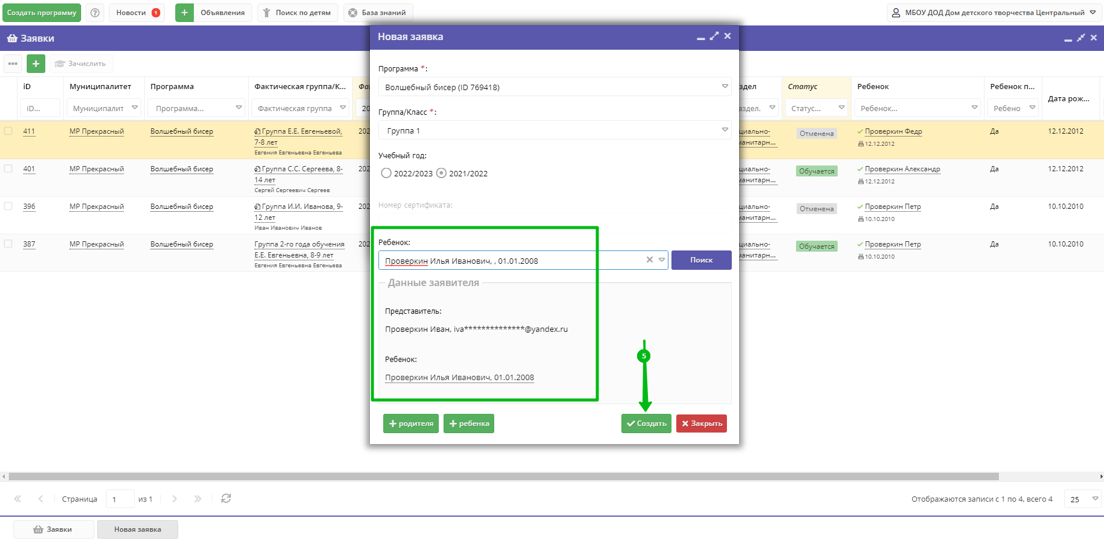 Создать программу
Новости 1
Объявления
Поиск по детям
База знаний
МБОУ ДОД Дом детского творчества Центральный
Заявки
Зачислить
iD
Муниципалитет
Программа
Фактическая группа/К...
Статус
Ребенок
Ребенок п...
Дата рож...
ID...
Муниципалит
Программа...
Фактическая группа
20
Статус...
Ребенок...
Ребено
411
МР Прекрасный
Волшебный бисер
Группа Е.Е. Евгеньевой, 7-8 лет
Евгения Евгеньевна Евгеньева
Отменена
Проверкин Федр
12.12.2012
Да
12.12.2012
401
МР Прекрасный
Волшебный бисер
Группа С.С. Сергеева, 8-14 лет
Сергей Сергеевич Сергеев
Обучается
Проверкин Александр
12.12.2012
Да
12.12.2012
396
МР Прекрасный
Волшебный бисер
Группа И.И. Иванова, 9-12 лет
Иван Иванович Иванов
Отменена
Проверкин Петр
10.10.2010
Да
10.10.2010
387
МР Прекрасный
Волшебный бисер
Группа 2-го года обучения Е.Е. Евгеньевна, 8-9 лет
Евгения Евгеньевна Евгеньева
Обучается
Проверкин Петр
10.10.2010
Да
10.10.2010
Новая заявка
Программа *:
Волшебный бисер (ID 769418)
Группа/Класс *:
Группа 1
Учебный год:
2022/2023 2021/2022
Номер сертификата:
Ребенок:
Проверкин Илья Иванович, , 01.01.2008
Поиск
Данные заявителя
Представитель:
Проверкин Иван, iva**************@yandex.ru
Ребенок:
Проверкин Илья Иванович, 01.01.2008
5
родителя
ребенка
Создать
Закрыть
Страница 1 из 1
Отображаются записи с 1 по 4, всего 4
25
Заявки
Новая заявка